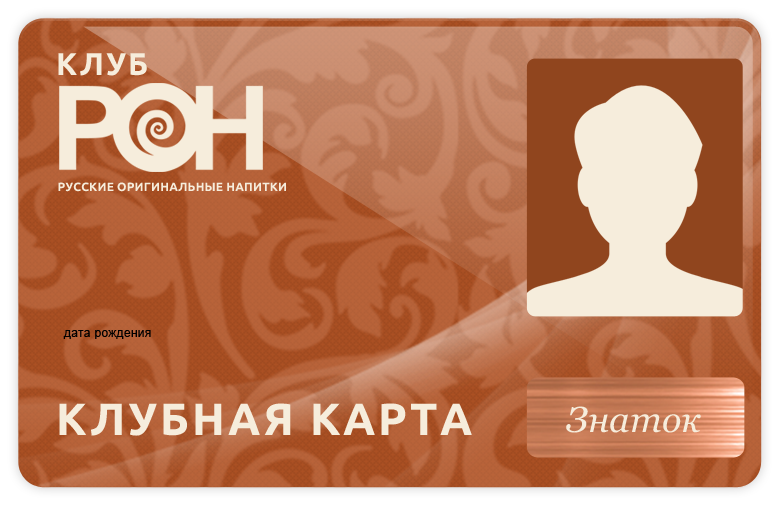 КЛУБ
РОН
РУССКИЕ ОРИГИНАЛЬНЫЕ НАПИТКИ
дата рождения
КЛУБНАЯ КАРТА
Знаток